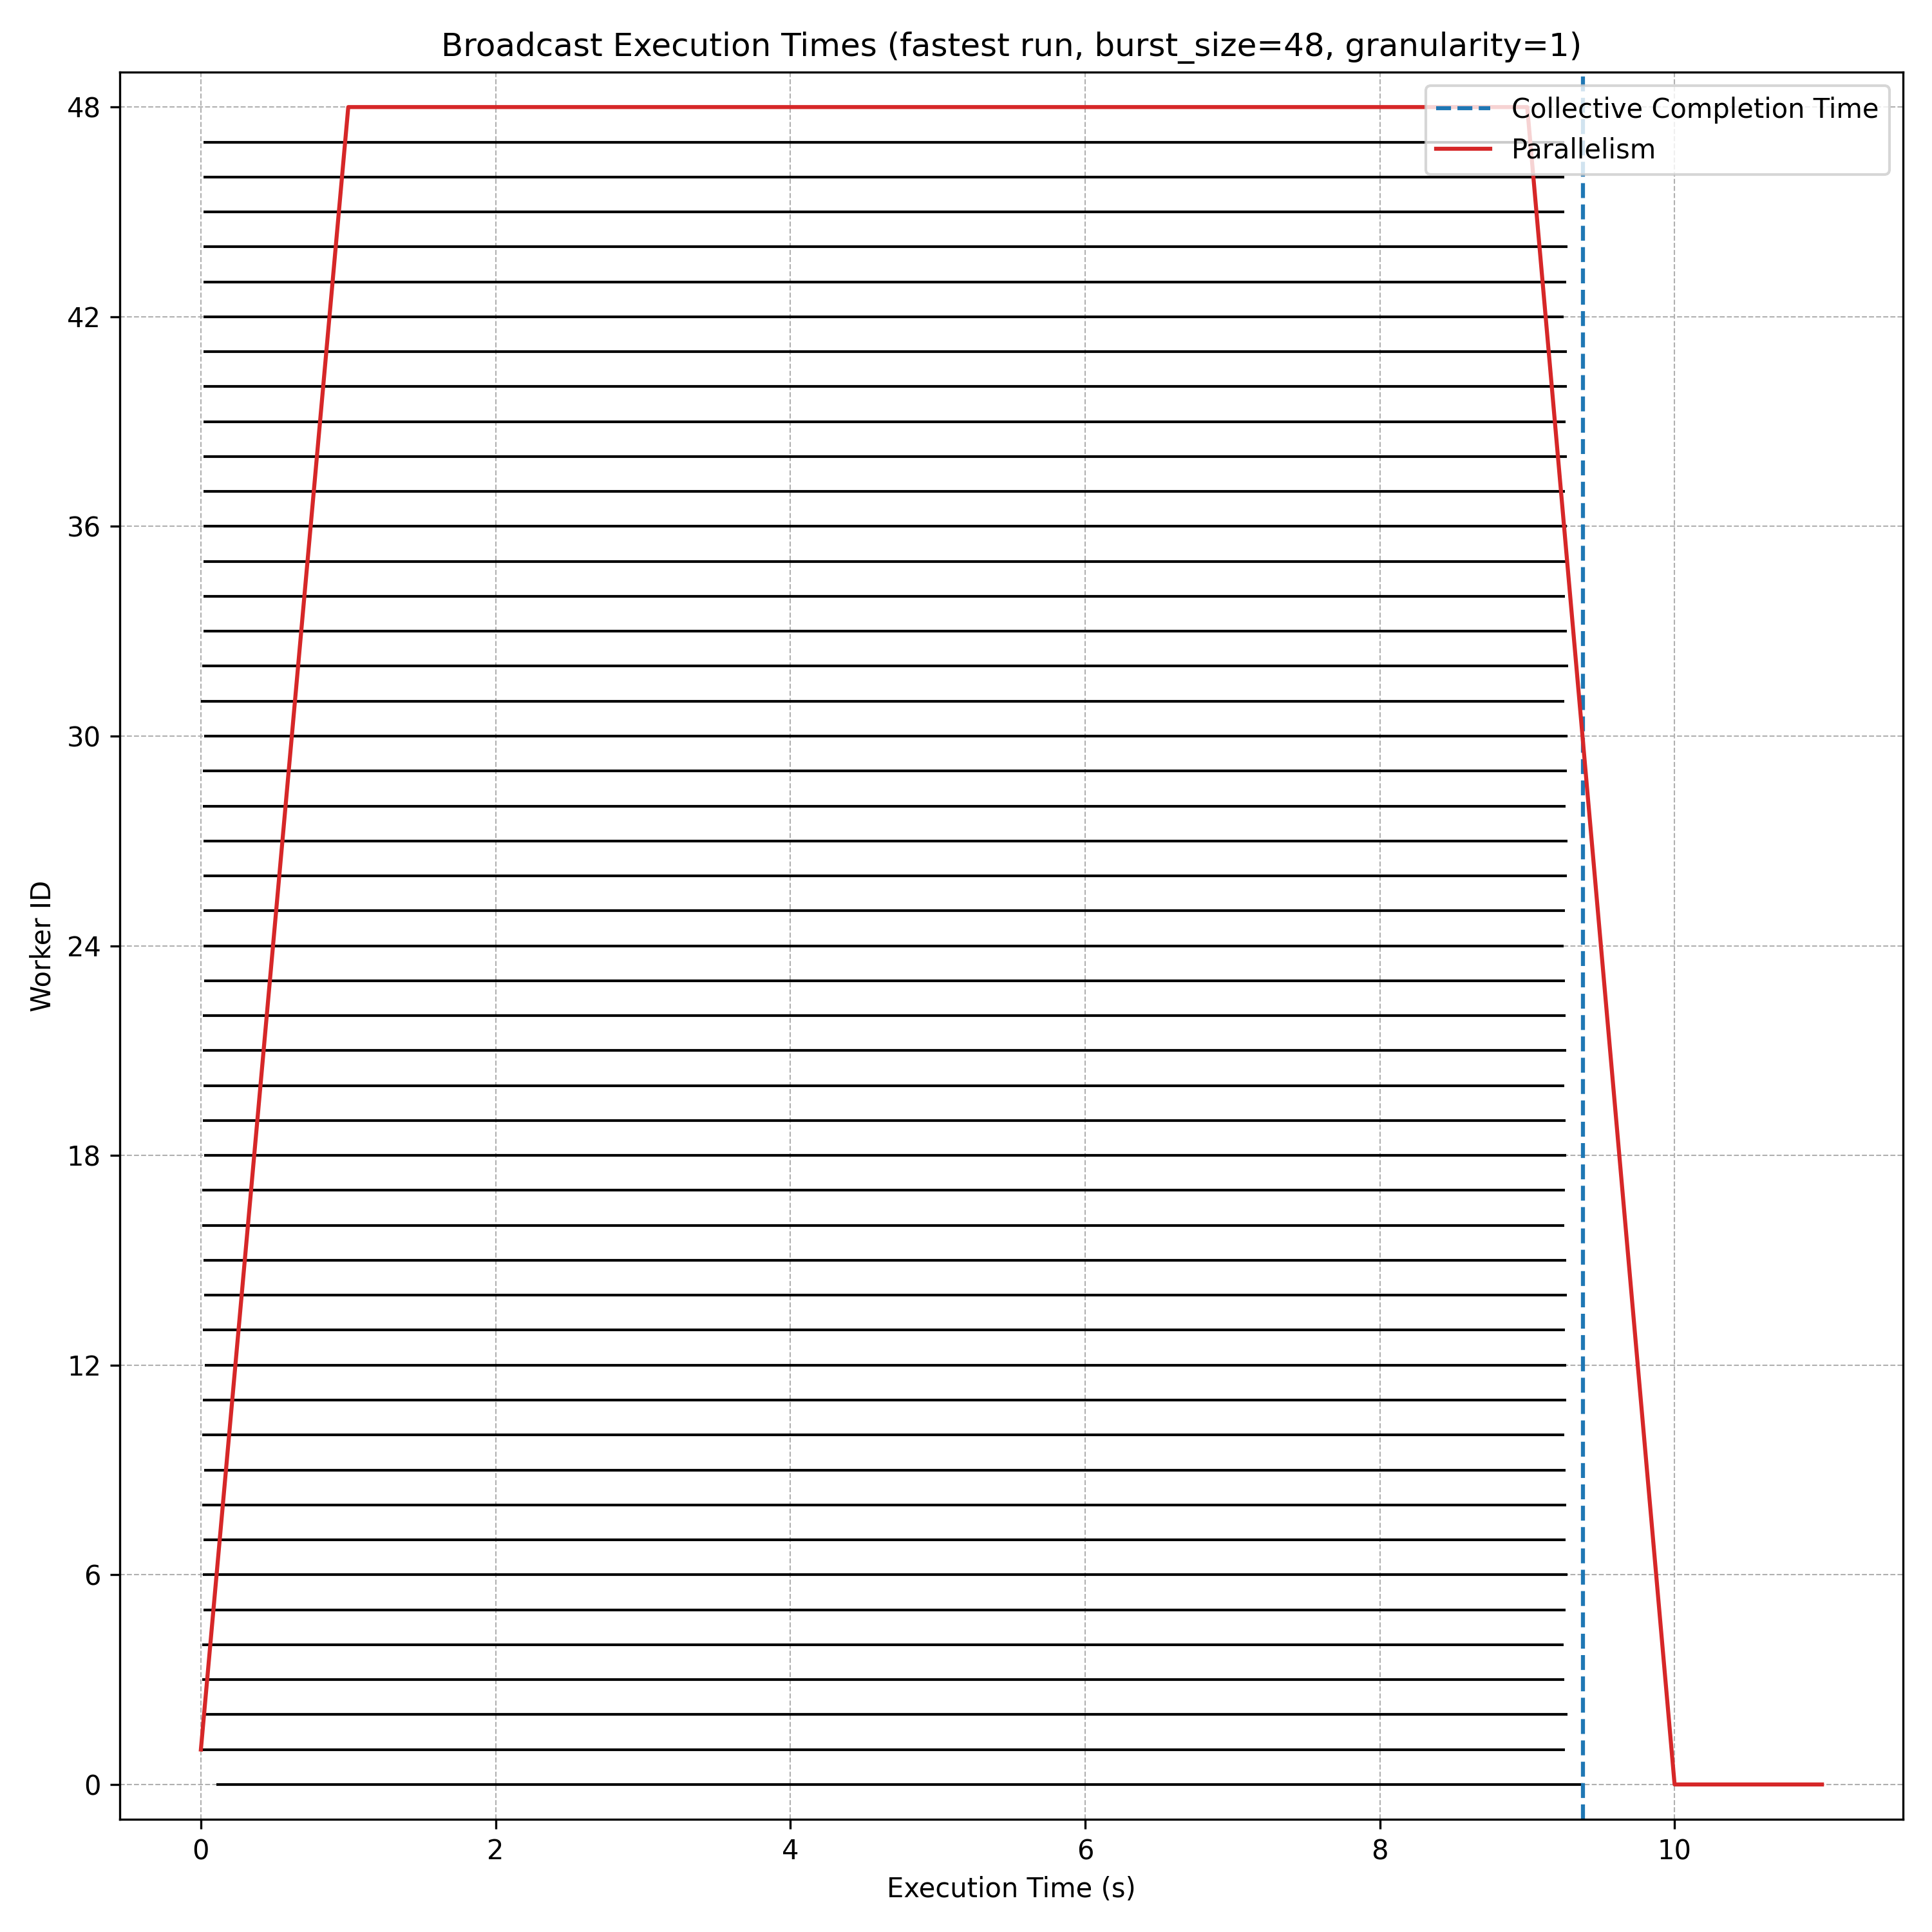 Broadcast Execution Times (fastest run, burst_size=48, granularity=1)
Collective Completion Time
Parallelism
48
42
36
30
24
18
12
6
0
Worker ID
0 2 4 6 8 10
Execution Time (s)